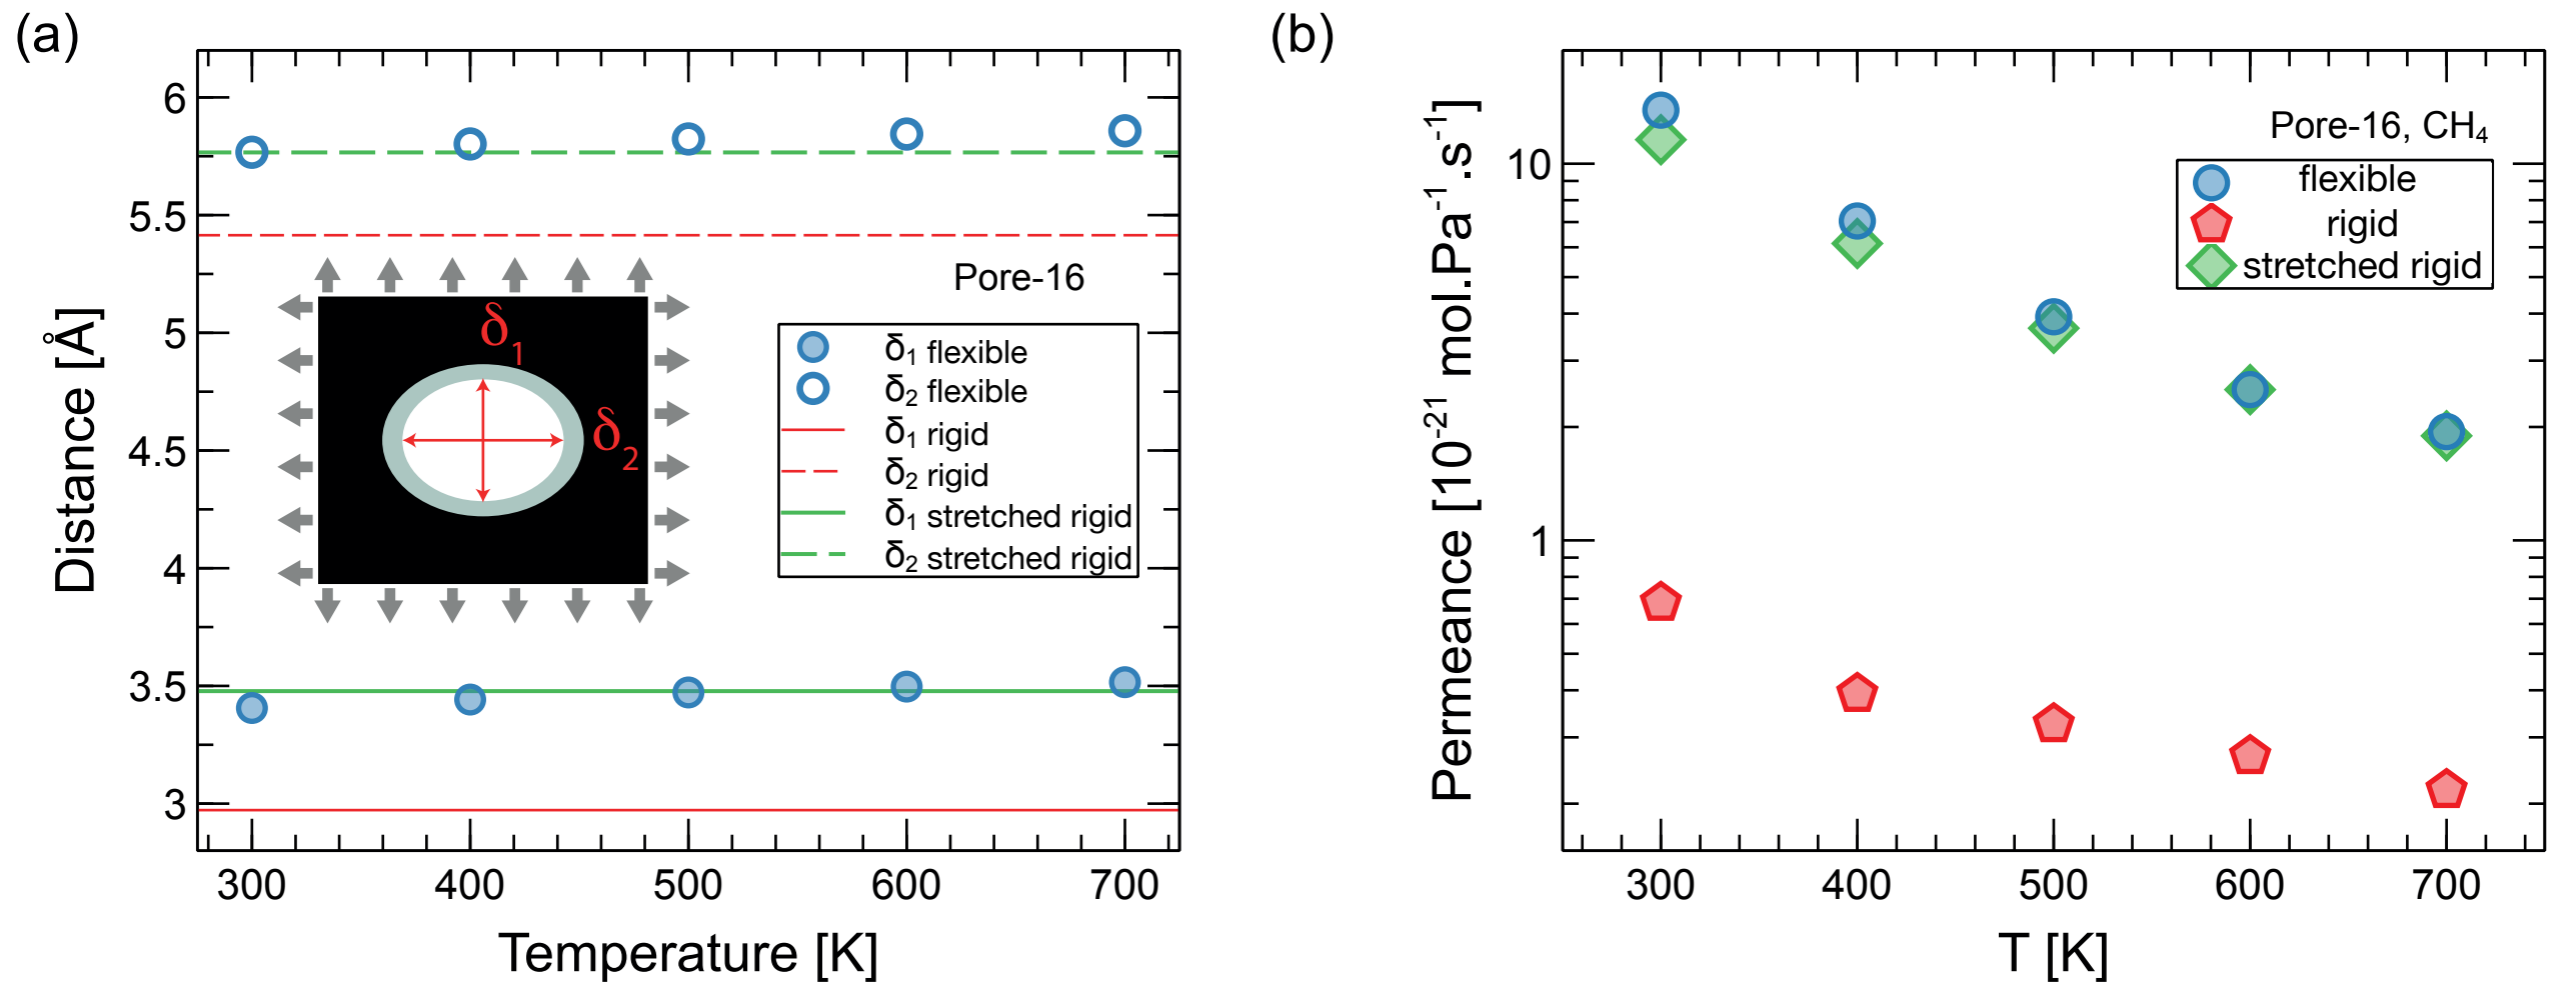 (a)
6
5.5
5
4.5
4
3.5
3
Distance [Å]
300 400 500 600 700
Temperature [K]
δ₁
δ₂
Pore-16
δ₁ flexible
δ₂ flexible
δ₁ rigid
δ₂ rigid
δ₁ stretched rigid
δ₂ stretched rigid
(b)
10
1
Permeance [10⁻²¹ mol.Pa⁻¹.s⁻¹]
300 400 500 600 700
T [K]
Pore-16, CH₄
flexible
rigid
stretched rigid